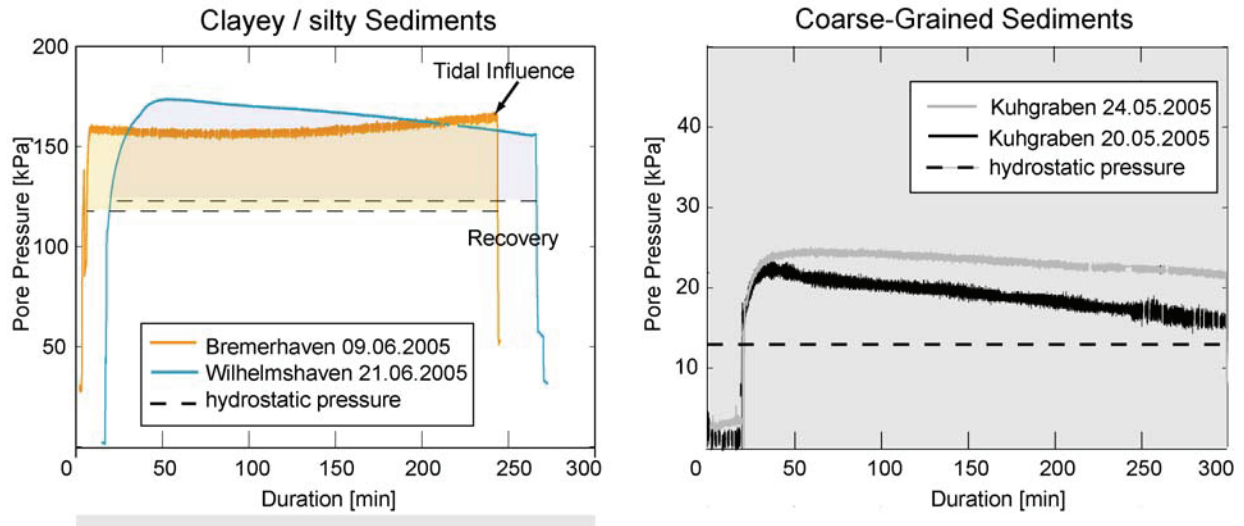 Clayey / silty Sediments
200
150
100
50
Pore Pressure [kPa]
Tidal Influence
Recovery
Bremerhaven 09.06.2005
Wilhelmshaven 21.06.2005
hydrostatic pressure
0
50
100
150
200
250
300
Duration [min]
Coarse-Grained Sediments
40
30
20
10
Pore Pressure [kPa]
Kuhgraben 24.05.2005
Kuhgraben 20.05.2005
hydrostatic pressure
50
100
150
200
250
300
Duration [min]